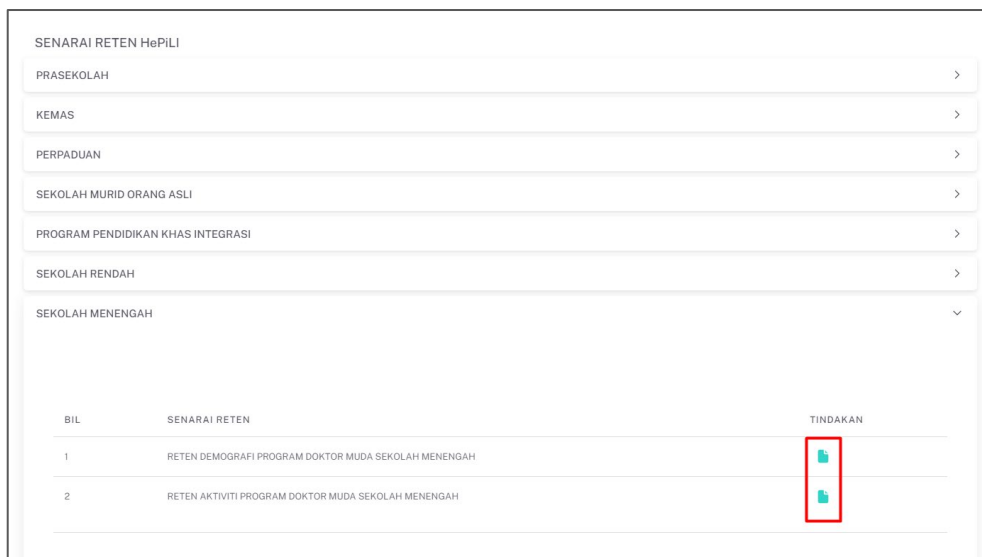 SENARAI RETEN HePiLI
PRASEKOLAH
KEMAS
PERPADUAN
SEKOLAH MURID ORANG ASLI
PROGRAM PENDIDIKAN KHAS INTEGRASI
SEKOLAH RENDAH
SEKOLAH MENENGAH
BIL SENARAI RETEN TINDAKAN
1 RETEN DEMOGRAFI PROGRAM DOKTOR MUDA SEKOLAH MENENGAH
2 RETEN AKTIVITI PROGRAM DOKTOR MUDA SEKOLAH MENENGAH